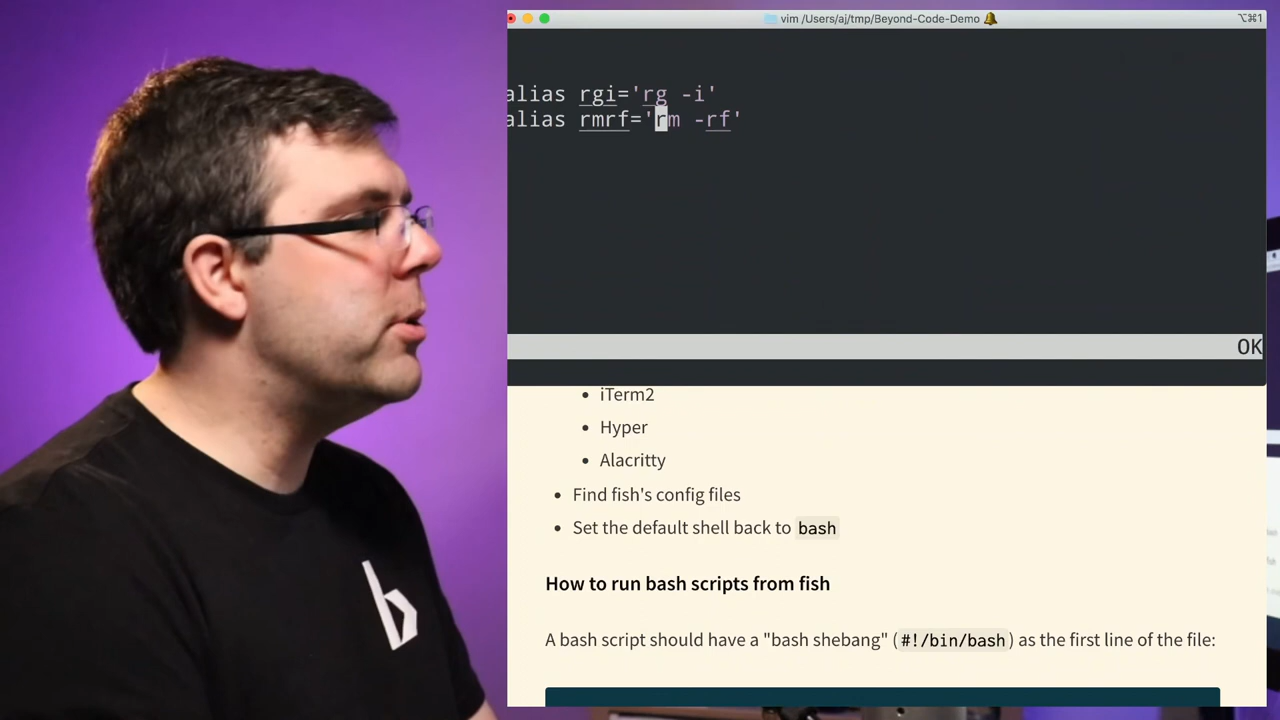 vim /Users/aj/tmp/Beyond-Code-Demo 🔔
⌥⌘1
alias rgi='rg -i'
alias rmrf='rm -rf'
OK
• iTerm2
• Hyper
• Alacritty
• Find fish's config files
• Set the default shell back to bash
How to run bash scripts from fish
A bash script should have a "bash shebang" (#!/bin/bash) as the first line of the file:
b